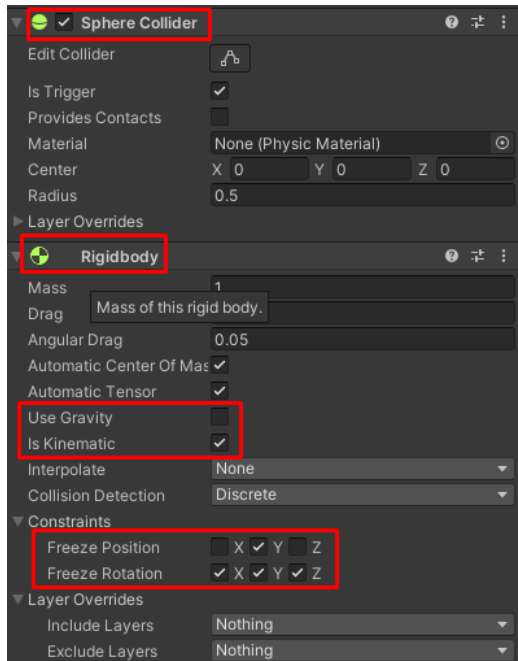 Sphere Collider
Edit Collider
Is Trigger
Provides Contacts
Material None (Physic Material)
Center X 0 Y 0 Z 0
Radius 0.5
Layer Overrides
Rigidbody
Mass 1
Mass of this rigid body.
Drag
Angular Drag 0.05
Automatic Center Of Mas
Automatic Tensor
Use Gravity
Is Kinematic
Interpolate None
Collision Detection Discrete
Constraints
Freeze Position X Y Z
Freeze Rotation X Y Z
Layer Overrides
Include Layers Nothing
Exclude Layers Nothing